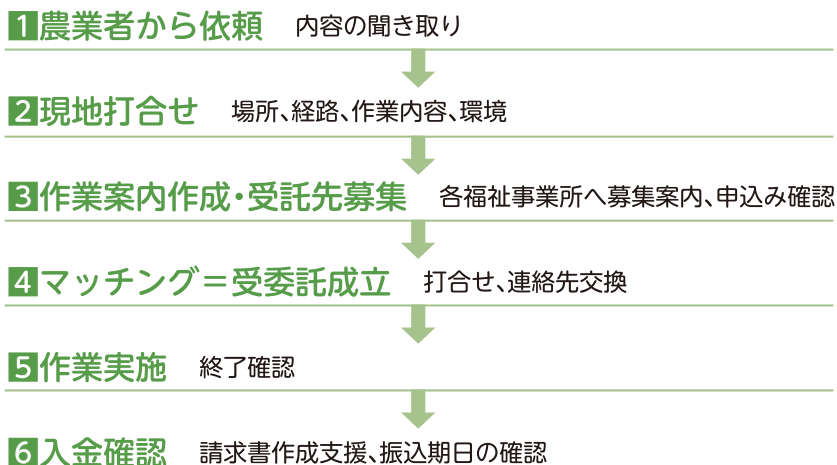 1 農業者から依頼 内容の聞き取り
2 現地打合せ 場所、経路、作業内容、環境
3 作業案内作成・受託先募集 各福祉事業所へ募集案内、申込み確認
4 マッチング＝受委託成立 打合せ、連絡先交換
5 作業実施 終了確認
6 入金確認 請求書作成支援、振込期日の確認